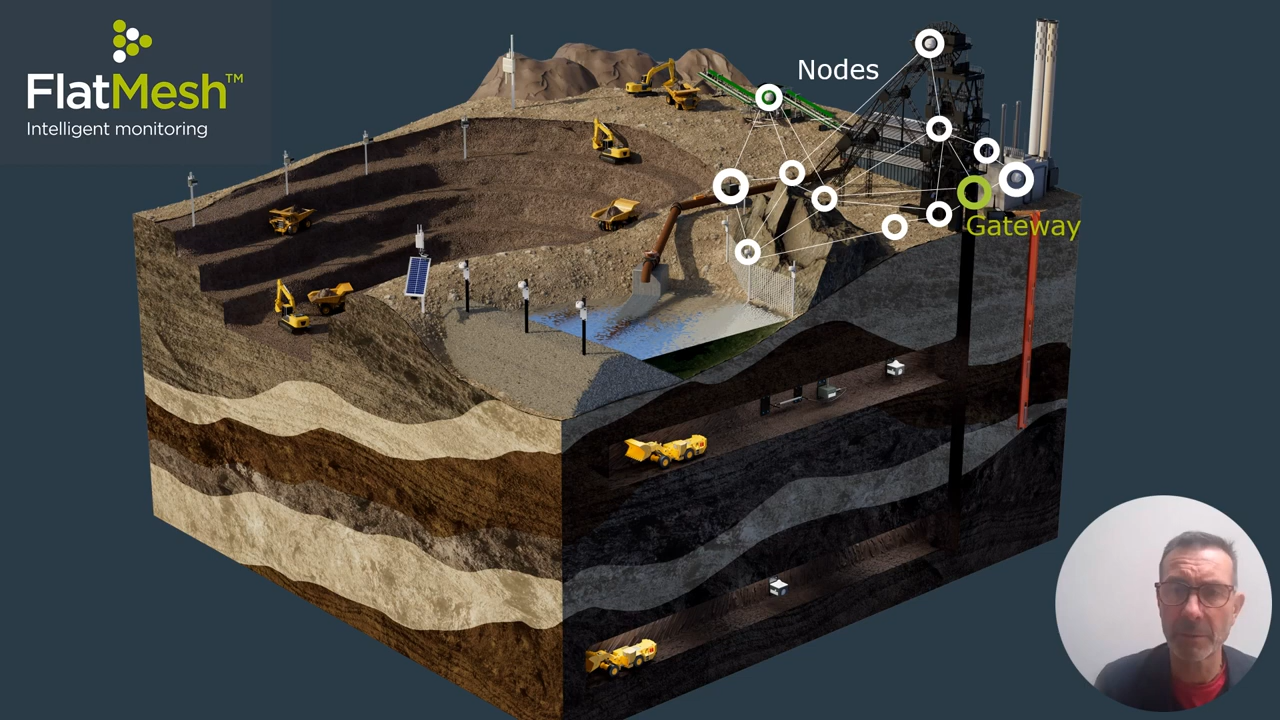 FlatMesh™
Intelligent monitoring
Nodes
Gateway